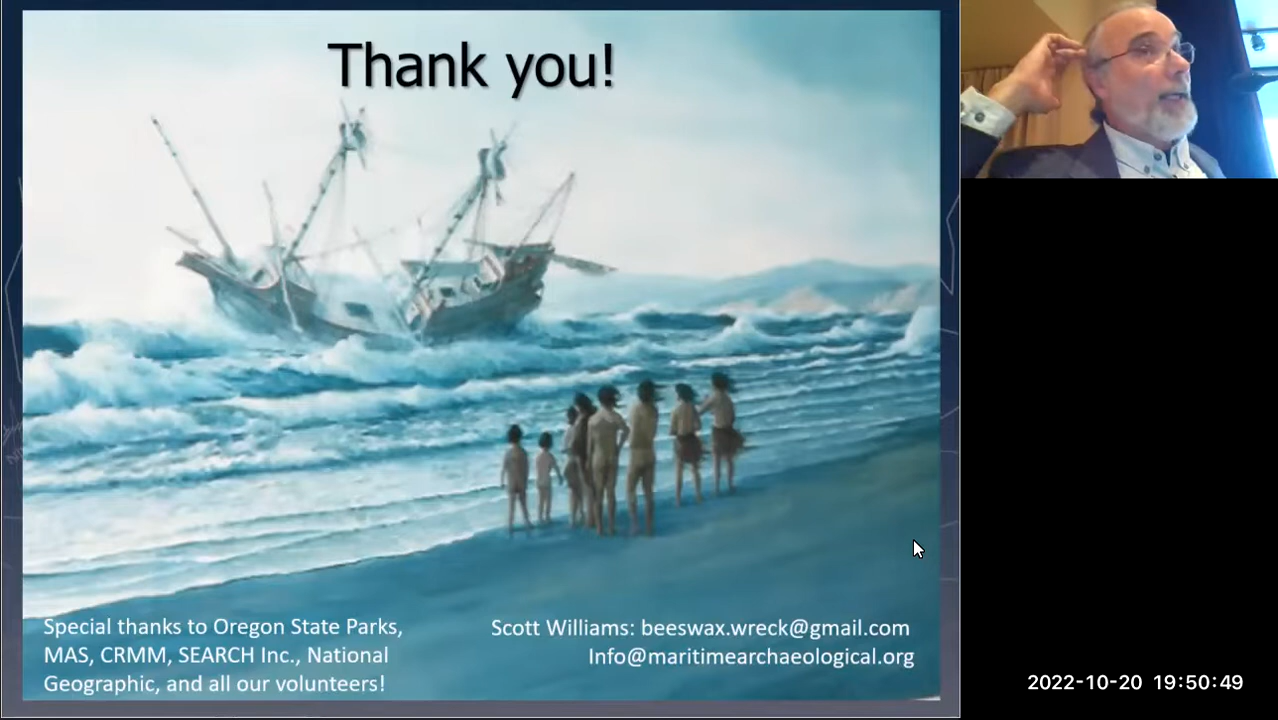 Thank you!
Special thanks to Oregon State Parks,
MAS, CRMM, SEARCH Inc., National
Geographic, and all our volunteers!
Scott Williams: beeswax.wreck@gmail.com
Info@maritimearchaeological.org
2022-10-20 19:50:49